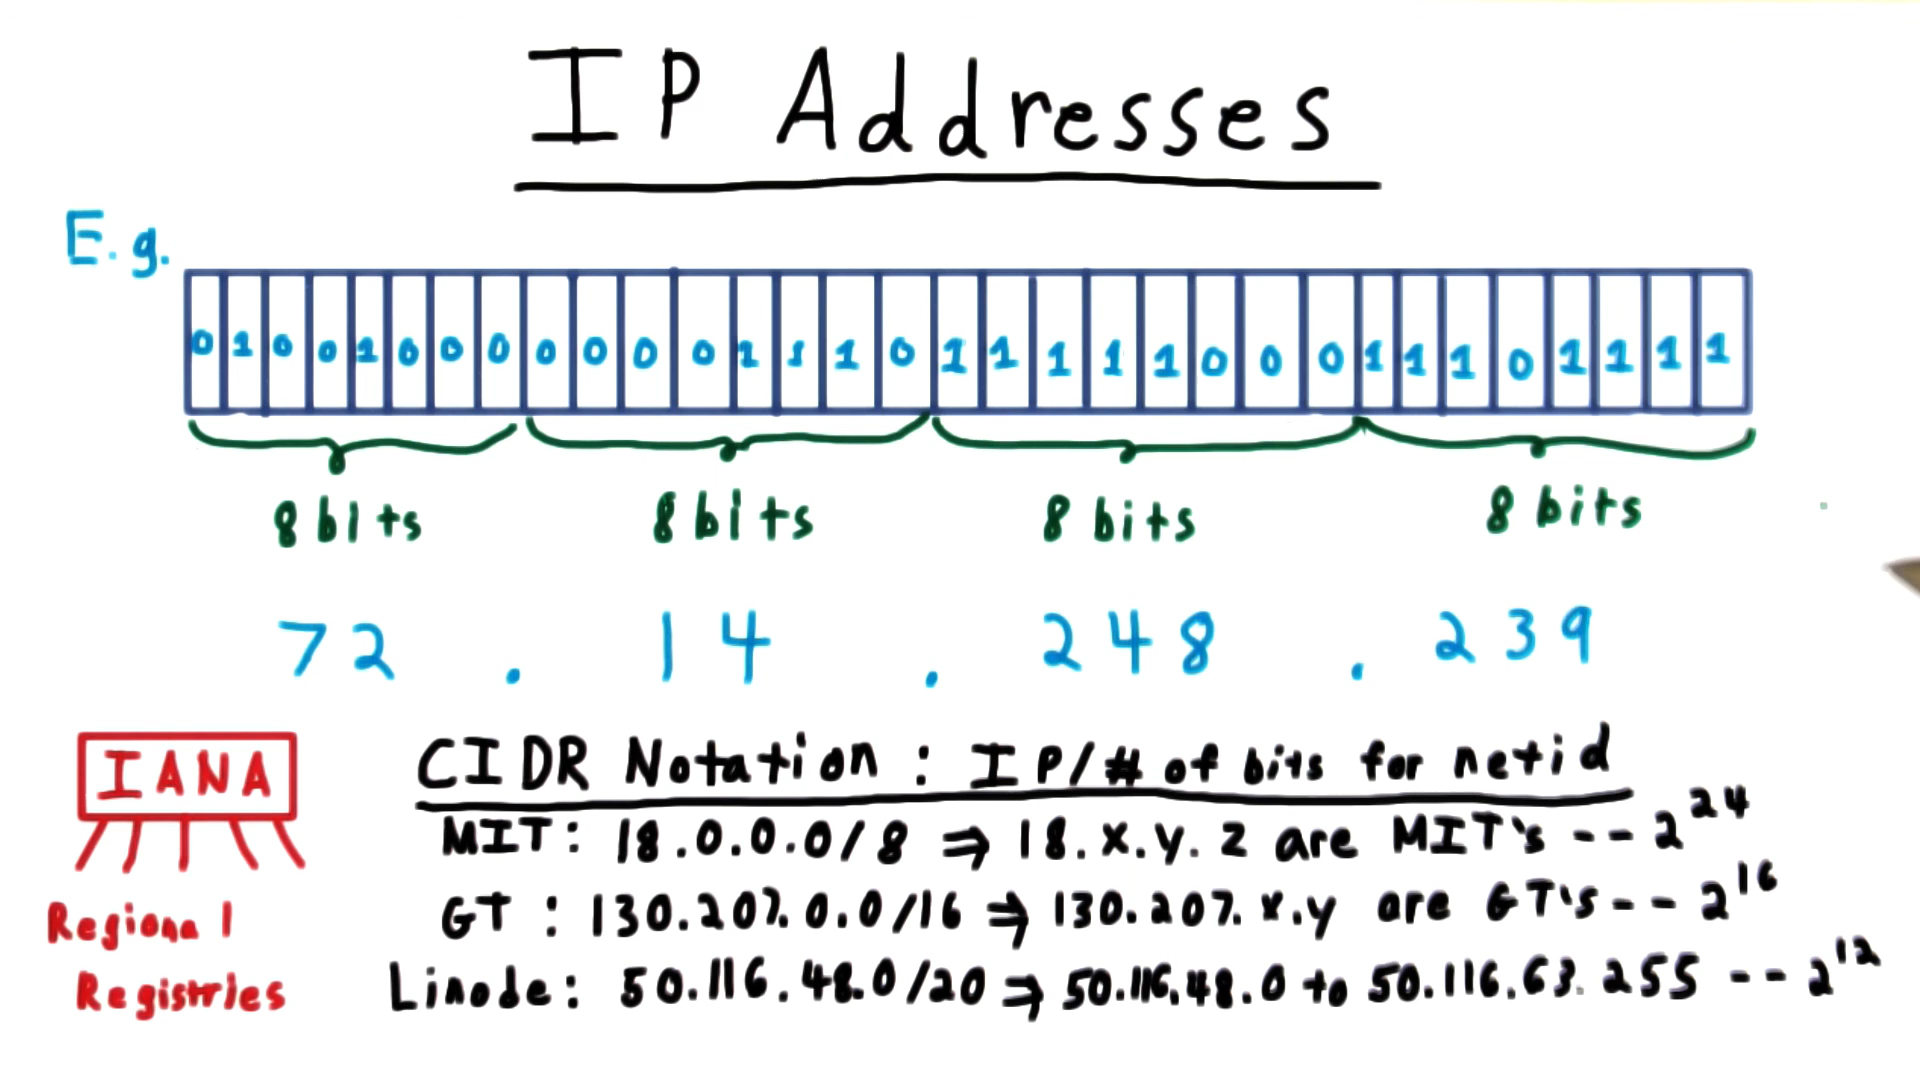 IP Addresses
E.g.
0 1 0 0 1 0 0 0 0 0 0 0 1 1 1 0 1 1 1 1 1 0 0 0 1 1 1 0 1 1 1 1
8 bits 8 bits 8 bits 8 bits
72 . 14 . 248 . 239
IANA
Regional
Registries
CIDR Notation : IP/# of bits for netid
MIT: 18.0.0.0/8 ⇒ 18.x.y.z are MIT's -- 2^24
GT : 130.207.0.0/16 ⇒ 130.207.x.y are GT's -- 2^16
Linode: 50.116.48.0/20 ⇒ 50.116.48.0 to 50.116.63.255 -- 2^12